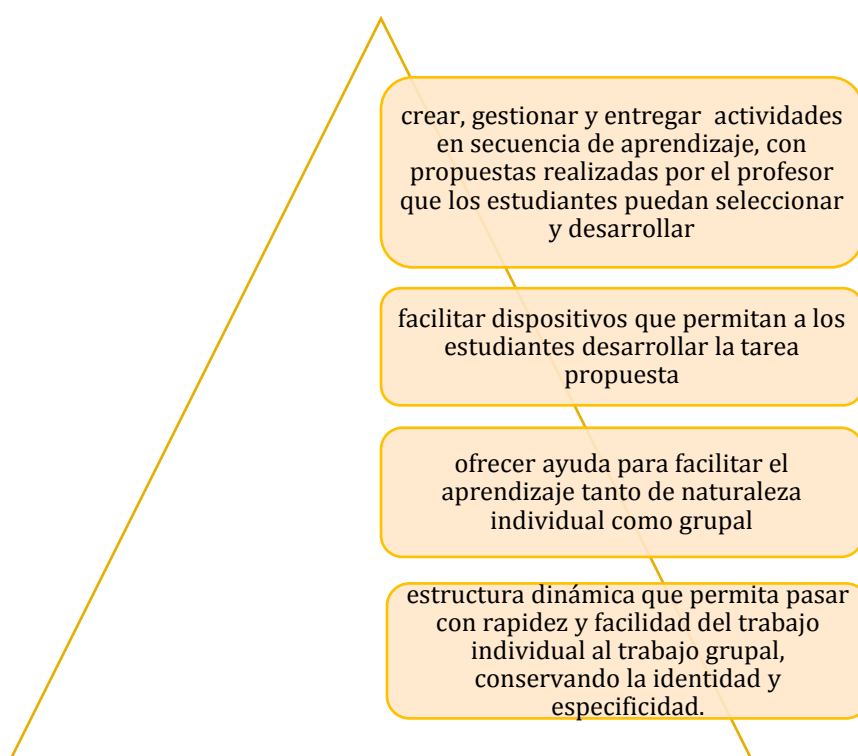 crear, gestionar y entregar actividades
en secuencia de aprendizaje, con
propuestas realizadas por el profesor
que los estudiantes puedan seleccionar
y desarrollar
facilitar dispositivos que permitan a los
estudiantes desarrollar la tarea
propuesta
ofrecer ayuda para facilitar el
aprendizaje tanto de naturaleza
individual como grupal
estructura dinámica que permita pasar
con rapidez y facilidad del trabajo
individual al trabajo grupal,
conservando la identidad y
especificidad.